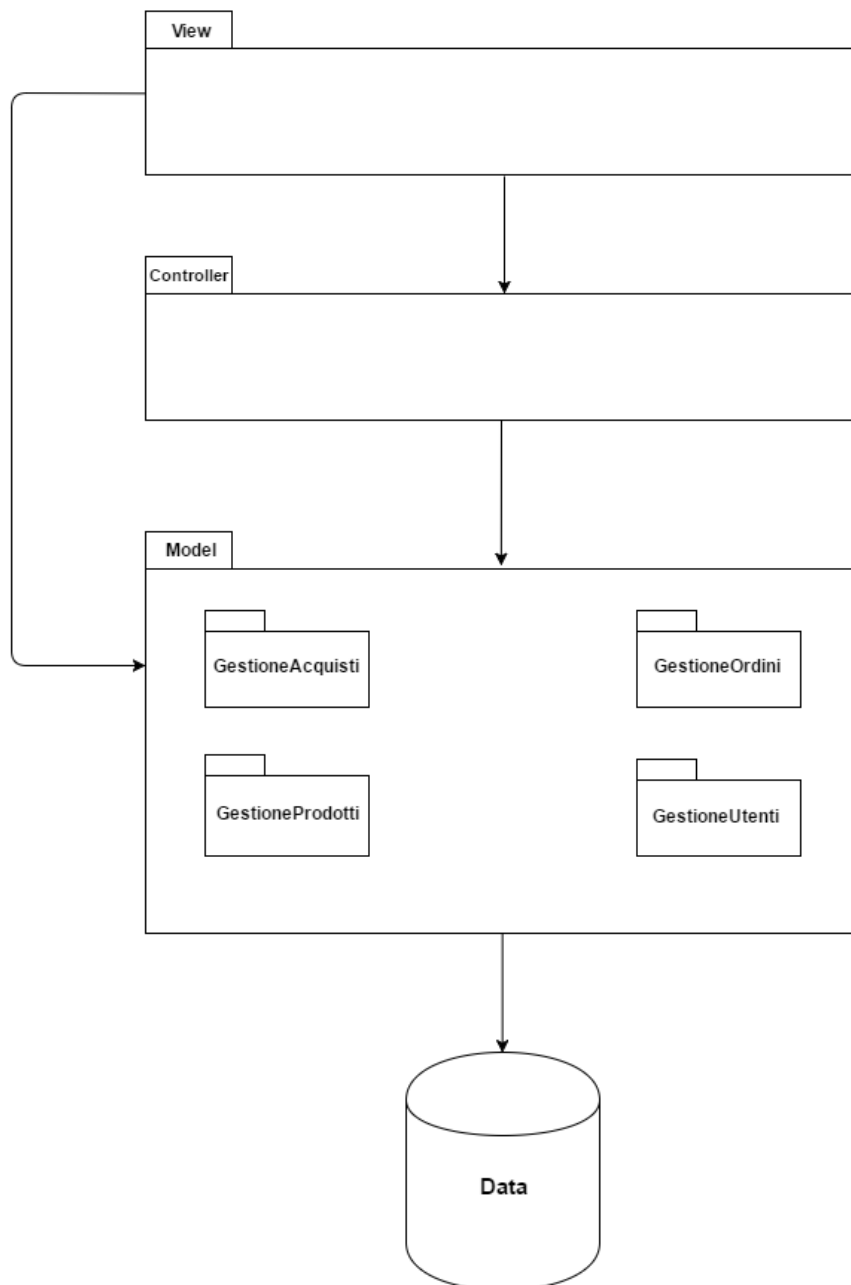 View
Controller
Model
GestioneAcquisti
GestioneOrdini
GestioneProdotti
GestioneUtenti
Data